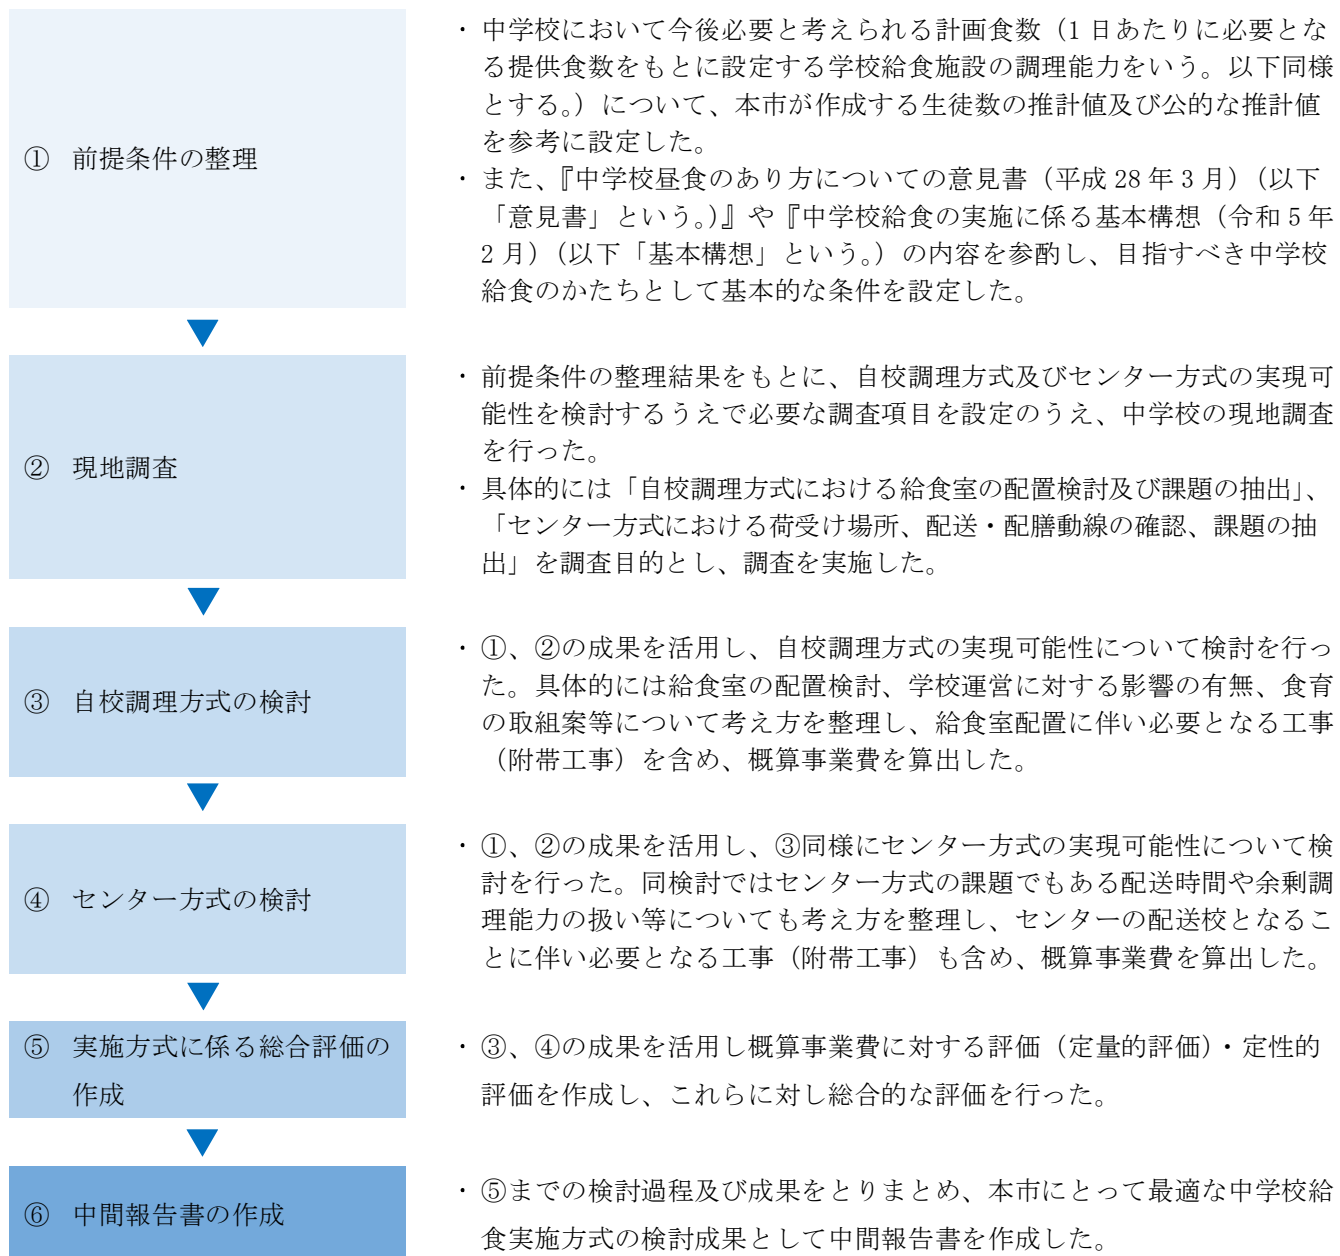 ① 前提条件の整理
・中学校において今後必要と考えられる計画食数（1 日あたりに必要とな
る提供食数をもとに設定する学校給食施設の調理能力をいう。以下同様
とする。）について、本市が作成する生徒数の推計値及び公的な推計値
を参考に設定した。
・また、『中学校昼食のあり方についての意見書（平成 28 年 3 月）（以下
「意見書」という。）』や『中学校給食の実施に係る基本構想（令和 5 年
2 月）（以下「基本構想」という。）の内容を参酌し、目指すべき中学校
給食のかたちとして基本的な条件を設定した。
② 現地調査
・前提条件の整理結果をもとに、自校調理方式及びセンター方式の実現可
能性を検討するうえで必要な調査項目を設定のうえ、中学校の現地調査
を行った。
・具体的には「自校調理方式における給食室の配置検討及び課題の抽出」、
「センター方式における荷受け場所、配送・配膳動線の確認、課題の抽
出」を調査目的とし、調査を実施した。
③ 自校調理方式の検討
・①、②の成果を活用し、自校調理方式の実現可能性について検討を行っ
た。具体的には給食室の配置検討、学校運営に対する影響の有無、食育
の取組案等について考え方を整理し、給食室配置に伴い必要となる工事
（附帯工事）を含め、概算事業費を算出した。
④ センター方式の検討
・①、②の成果を活用し、③同様にセンター方式の実現可能性について検
討を行った。同検討ではセンター方式の課題でもある配送時間や余剰調
理能力の扱い等についても考え方を整理し、センターの配送校となるこ
とに伴い必要となる工事（附帯工事）も含め、概算事業費を算出した。
⑤ 実施方式に係る総合評価の
作成
・③、④の成果を活用し概算事業費に対する評価（定量的評価）・定性的
評価を作成し、これらに対し総合的な評価を行った。
⑥ 中間報告書の作成
・⑤までの検討過程及び成果をとりまとめ、本市にとって最適な中学校給
食実施方式の検討成果として中間報告書を作成した。